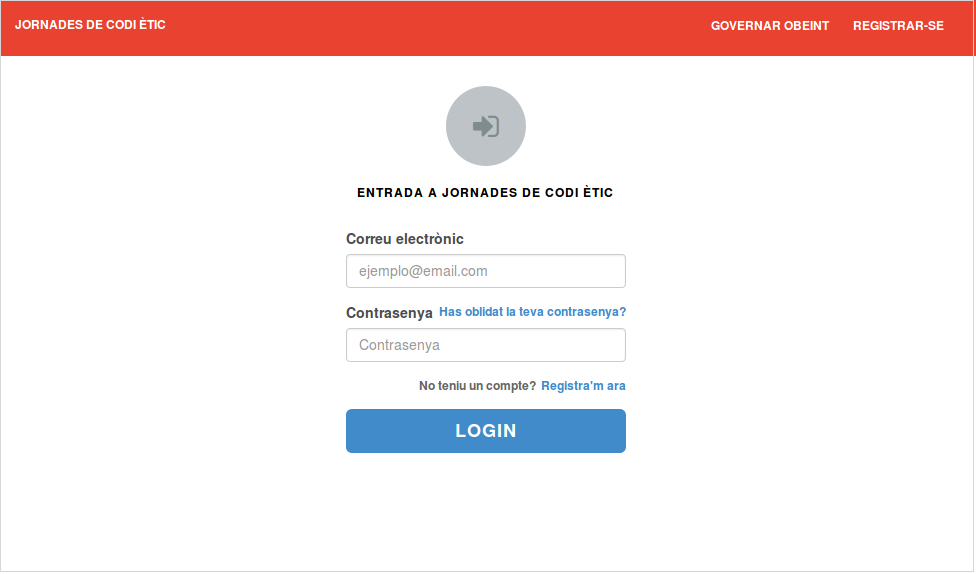 JORNADES DE CODI ÈTIC
GOVERNAR OBEINT
REGISTRAR-SE
ENTRADA A JORNADES DE CODI ÈTIC
Correu electrònic
ejemplo@email.com
Contrasenya Has oblidat la teva contrasenya?
Contrasenya
No teniu un compte? Registra'm ara
LOGIN